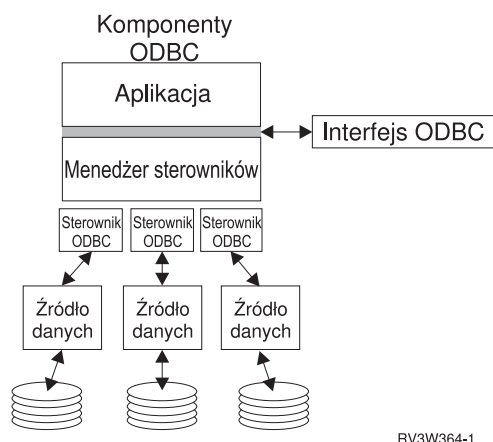 Komponenty
ODBC
Aplikacja
Interfejs ODBC
Menedżer sterowników
Sterownik
ODBC
Sterownik
ODBC
Sterownik
ODBC
Źródło
danych
Źródło
danych
Źródło
danych
RV3W364-1